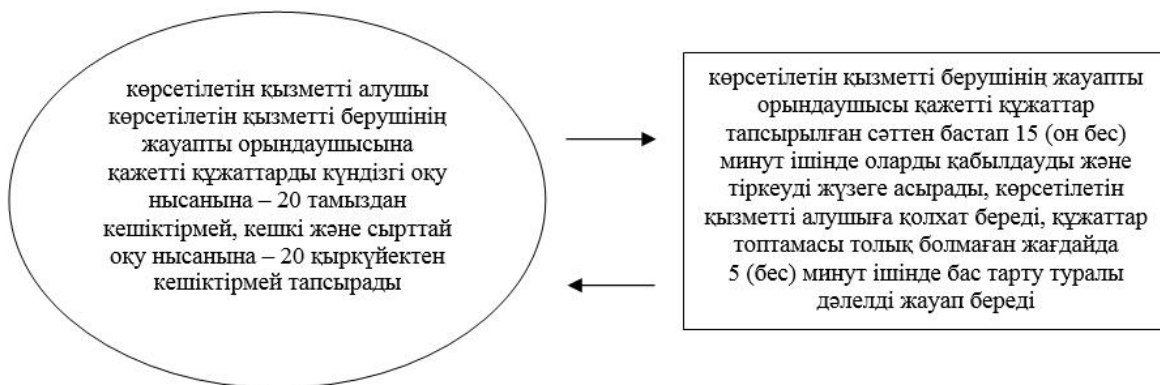 көрсетілетін қызметті алушы
көрсетілетін қызметті берушінің
жауапты орындаушысына
қажетті құжаттарды күндізгі оқу
нысанына – 20 тамыздан
кешіктірмей, кешкі және сырттай
оқу нысанына – 20 қыркүйектен
кешіктірмей тапсырады
көрсетілетін қызметті берушінің жауапты
орындаушысы қажетті құжаттар
тапсырылған сәттен бастап 15 (он бес)
минут ішінде оларды қабылдауды және
тіркеуді жүзеге асырады, көрсетілетін
қызметті алушыға қолхат береді, құжаттар
топтамасы толық болмаған жағдайда
5 (бес) минут ішінде бас тарту туралы
дәлелді жауап береді